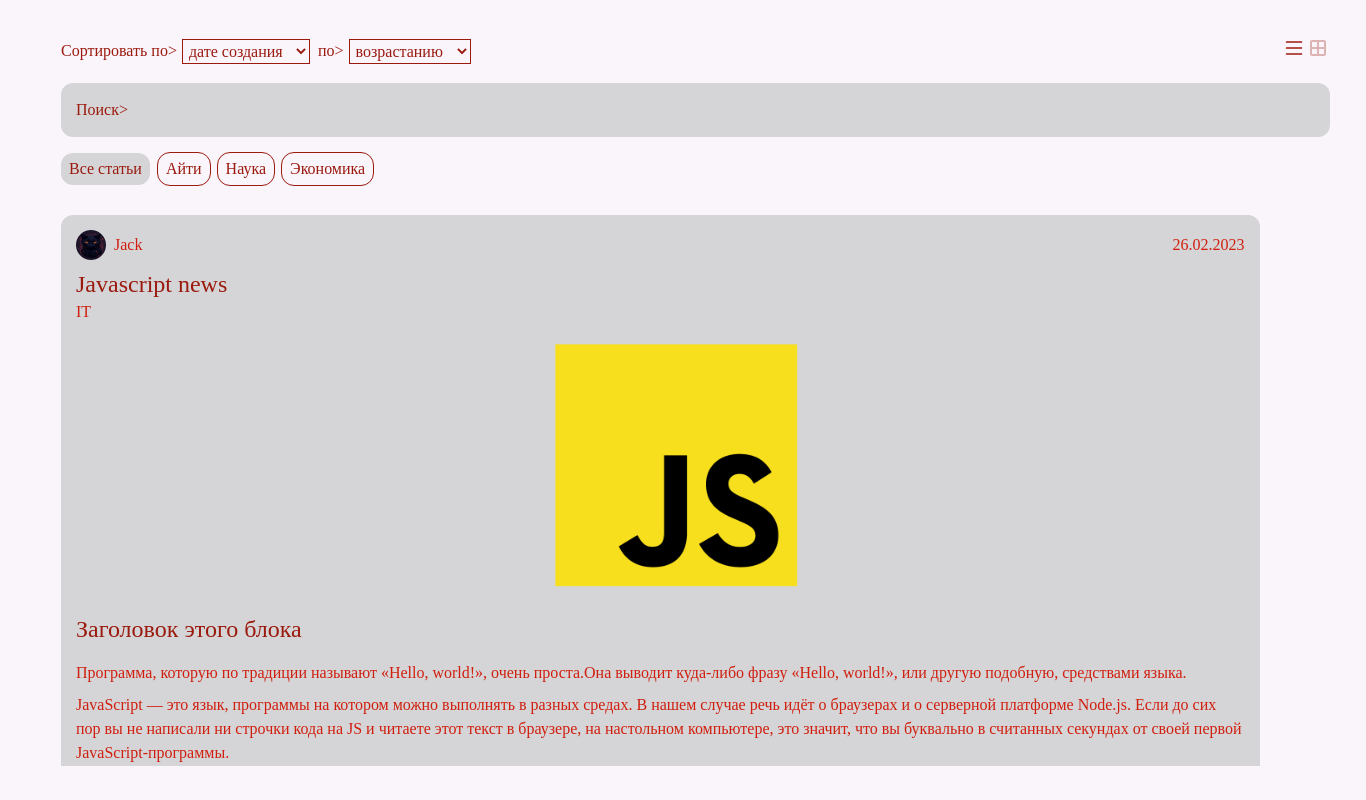 Сортировать по> дате создания по> возрастанию
Поиск>
Все статьи Айти Наука Экономика
Jack 26.02.2023
Javascript news
IT
JS
Заголовок этого блока
Программа, которую по традиции называют «Hello, world!», очень проста.Она выводит куда-либо фразу «Hello, world!», или другую подобную, средствами языка.
JavaScript — это язык, программы на котором можно выполнять в разных средах. В нашем случае речь идёт о браузерах и о серверной платформе Node.js. Если до сих
пор вы не написали ни строчки кода на JS и читаете этот текст в браузере, на настольном компьютере, это значит, что вы буквально в считанных секундах от своей первой
JavaScript-программы.